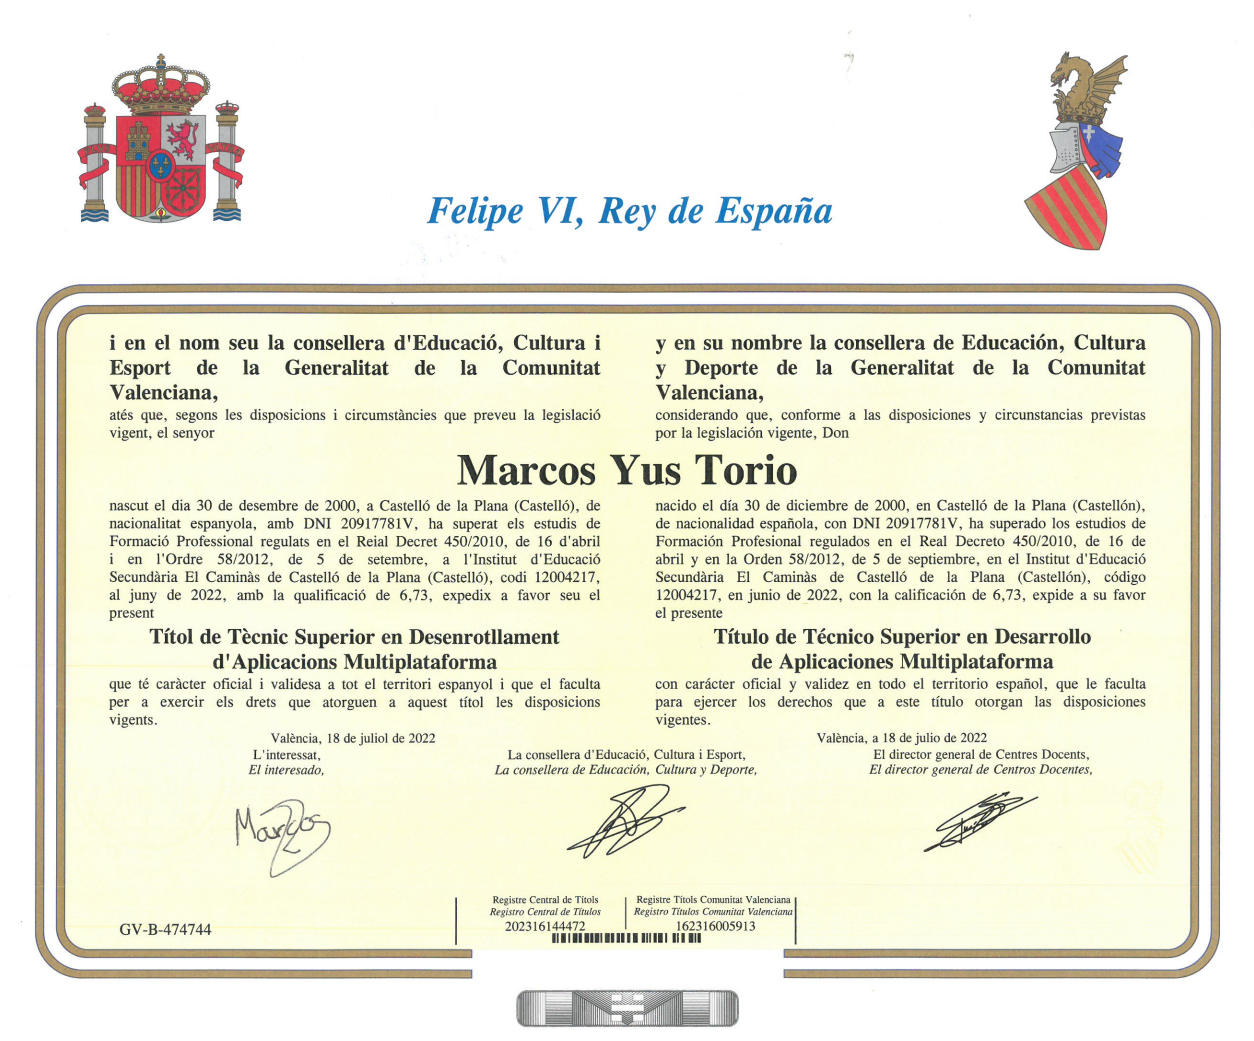 Felipe VI, Rey de España
i en el nom seu la consellera d'Educació, Cultura i
Esport de la Generalitat de la Comunitat
Valenciana,
atés que, segons les disposicions i circumstàncies que preveu la legislació
vigent, el senyor
y en su nombre la consellera de Educación, Cultura
y Deporte de la Generalitat de la Comunitat
Valenciana,
considerando que, conforme a las disposiciones y circunstancias previstas
por la legislación vigente, Don
Marcos Yus Torio
nascut el dia 30 de desembre de 2000, a Castelló de la Plana (Castelló), de
nacionalitat espanyola, amb DNI 20917781V, ha superat els estudis de
Formació Professional regulats en el Reial Decret 450/2010, de 16 d'abril
i en l'Ordre 58/2012, de 5 de setembre, a l'Institut d'Educació
Secundària El Caminàs de Castelló de la Plana (Castelló), codi 12004217,
al juny de 2022, amb la qualificació de 6,73, expedix a favor seu el
present
Títol de Tècnic Superior en Desenrotllament
d'Aplicacions Multiplataforma
que té caràcter oficial i validesa a tot el territori espanyol i que el faculta
per a exercir els drets que atorguen a aquest títol les disposicions
vigents.
nacido el día 30 de diciembre de 2000, en Castelló de la Plana (Castellón),
de nacionalidad española, con DNI 20917781V, ha superado los estudios de
Formación Profesional regulados en el Real Decreto 450/2010, de 16 de
abril y en la Orden 58/2012, de 5 de septiembre, en el Institut d'Educació
Secundària El Caminàs de Castelló de la Plana (Castellón), código
12004217, en junio de 2022, con la calificación de 6,73, expide a su favor
el presente
Título de Técnico Superior en Desarrollo
de Aplicaciones Multiplataforma
con carácter oficial y validez en todo el territorio español, que le faculta
para ejercer los derechos que a este título otorgan las disposiciones
vigentes.
València, 18 de juliol de 2022
L'interessat,
El interesado,
La consellera d'Educació, Cultura i Esport,
La consellera de Educación, Cultura y Deporte,
València, a 18 de julio de 2022
El director general de Centres Docents,
El director general de Centros Docentes,
Marcos
GV-B-474744
Registre Central de Títols
Registro Central de Títulos
202316144472
Registre Títols Comunitat Valenciana
Registro Títulos Comunitat Valenciana
162316005913